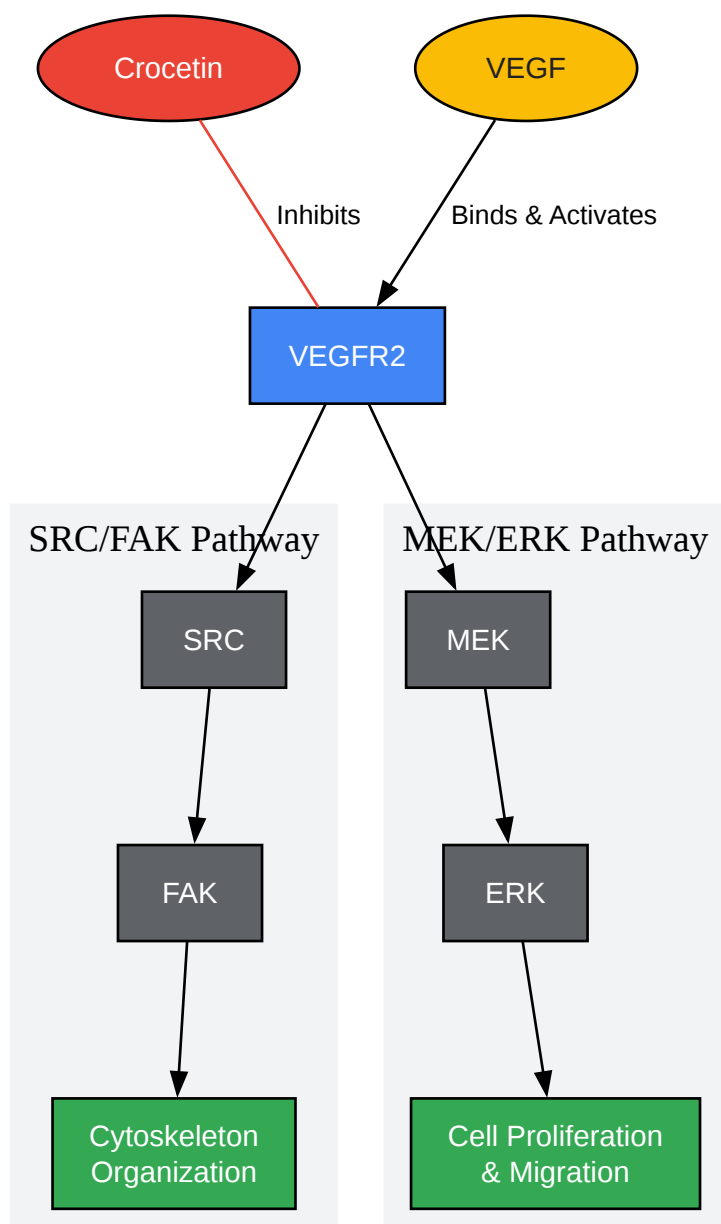 Crocetin
VEGF
Inhibits
Binds & Activates
VEGFR2
SRC/FAK Pathway
MEK/ERK Pathway
SRC
MEK
FAK
ERK
Cytoskeleton
Organization
Cell Proliferation
& Migration